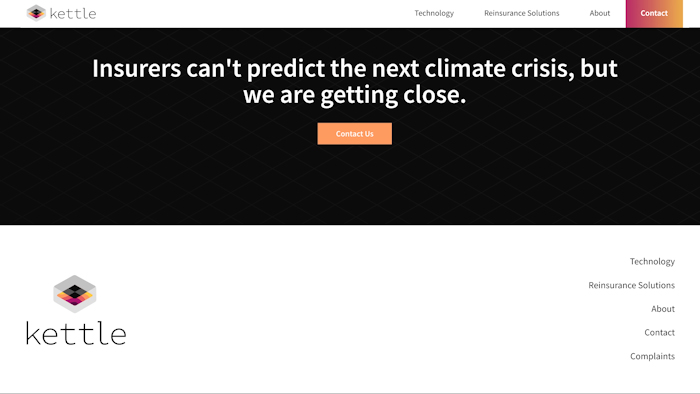 kettle
Technology
Reinsurance Solutions
About
Contact
Insurers can't predict the next climate crisis, but
we are getting close.
Contact Us
kettle
Technology
Reinsurance Solutions
About
Contact
Complaints